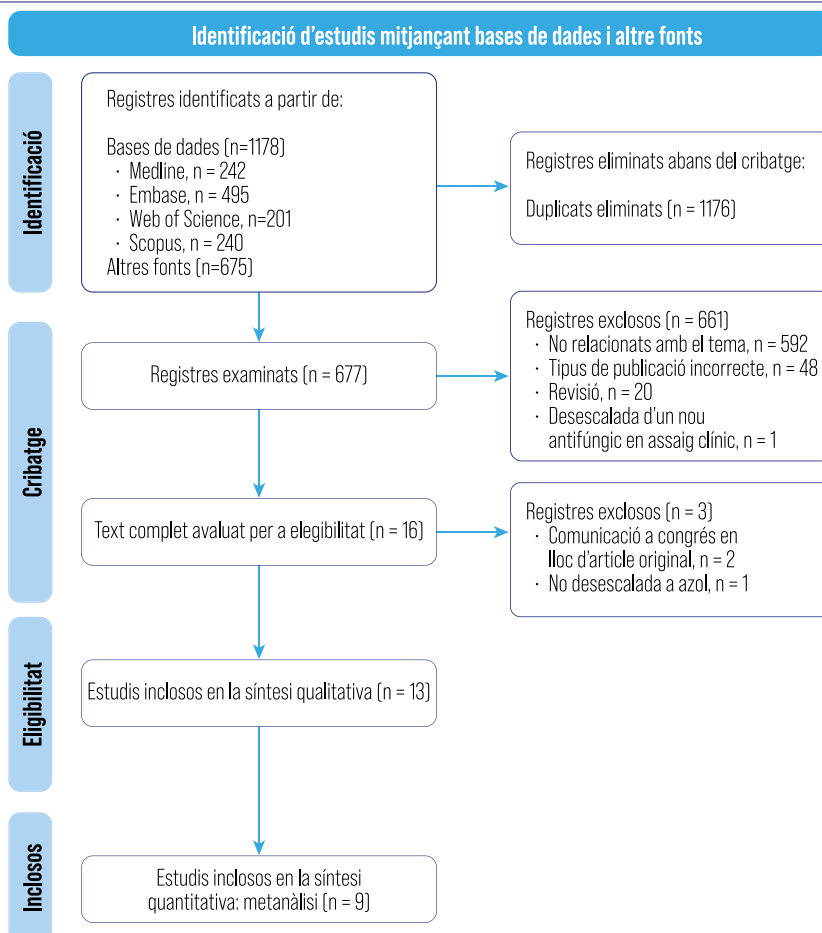 Identificació d'estudis mitjançant bases de dades i altre fonts
Identificació
Registres identificats a partir de:
Bases de dades (n=1178)
· Medline, n = 242
· Embase, n = 495
· Web of Science, n=201
· Scopus, n = 240
Altres fonts (n=675)
Registres eliminats abans del cribatge:
Duplicats eliminats (n = 1176)
Cribatge
Registres examinats (n = 677)
Registres exclosos (n = 661)
· No relacionats amb el tema, n = 592
· Tipus de publicació incorrecte, n = 48
· Revisió, n = 20
· Desescalada d'un nou
antifúngic en assaig clínic, n = 1
Text complet avaluat per a elegibilitat (n = 16)
Registres exclosos (n = 3)
· Comunicació a congrés en
lloc d'article original, n = 2
· No desescalada a azol, n = 1
Eligibilitat
Estudis inclosos en la síntesi qualitativa (n = 13)
Inclosos
Estudis inclosos en la síntesi
quantitativa: metanàlisi (n = 9)